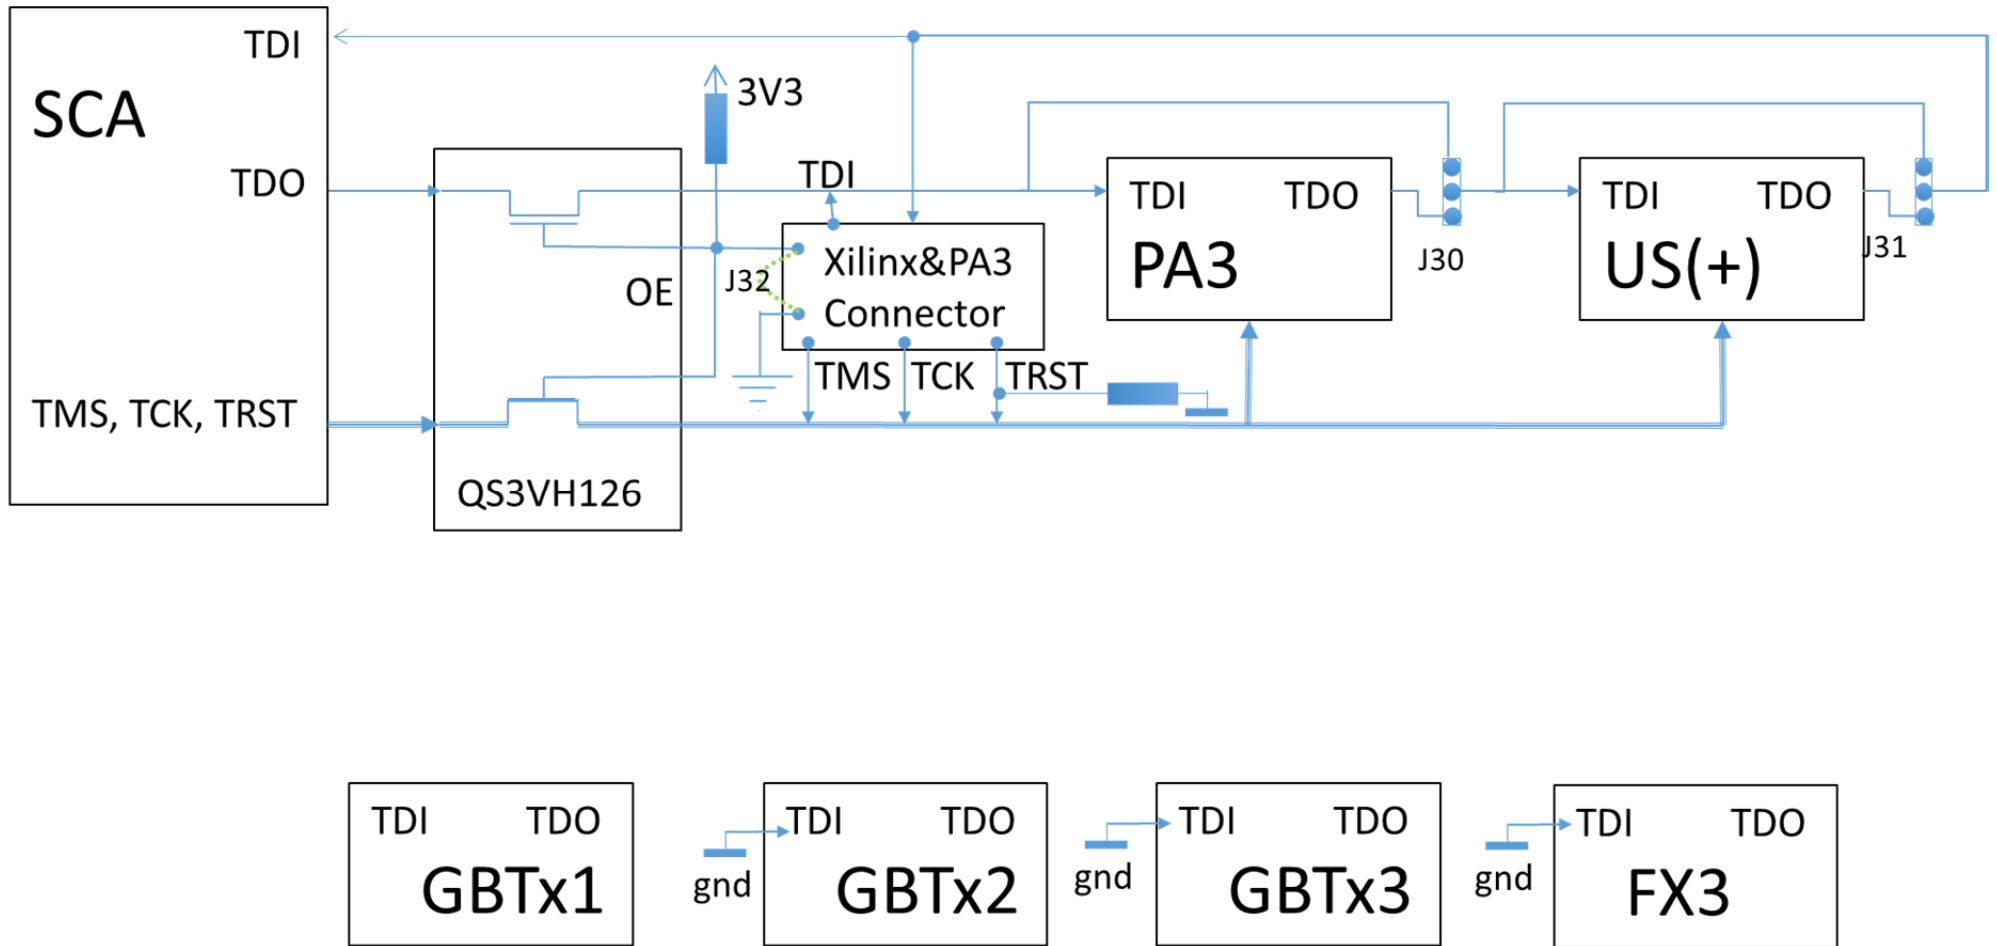 TDI
SCA
TDO
TMS, TCK, TRST
OE
QS3VH126
3V3
TDI
J32
Xilinx&PA3
Connector
TMS
TCK
TRST
TDI
TDO
PA3
J30
TDI
TDO
US(+)
J31
TDI
TDO
GBTx1
gnd
TDI
TDO
GBTx2
gnd
TDI
TDO
GBTx3
gnd
TDI
TDO
FX3